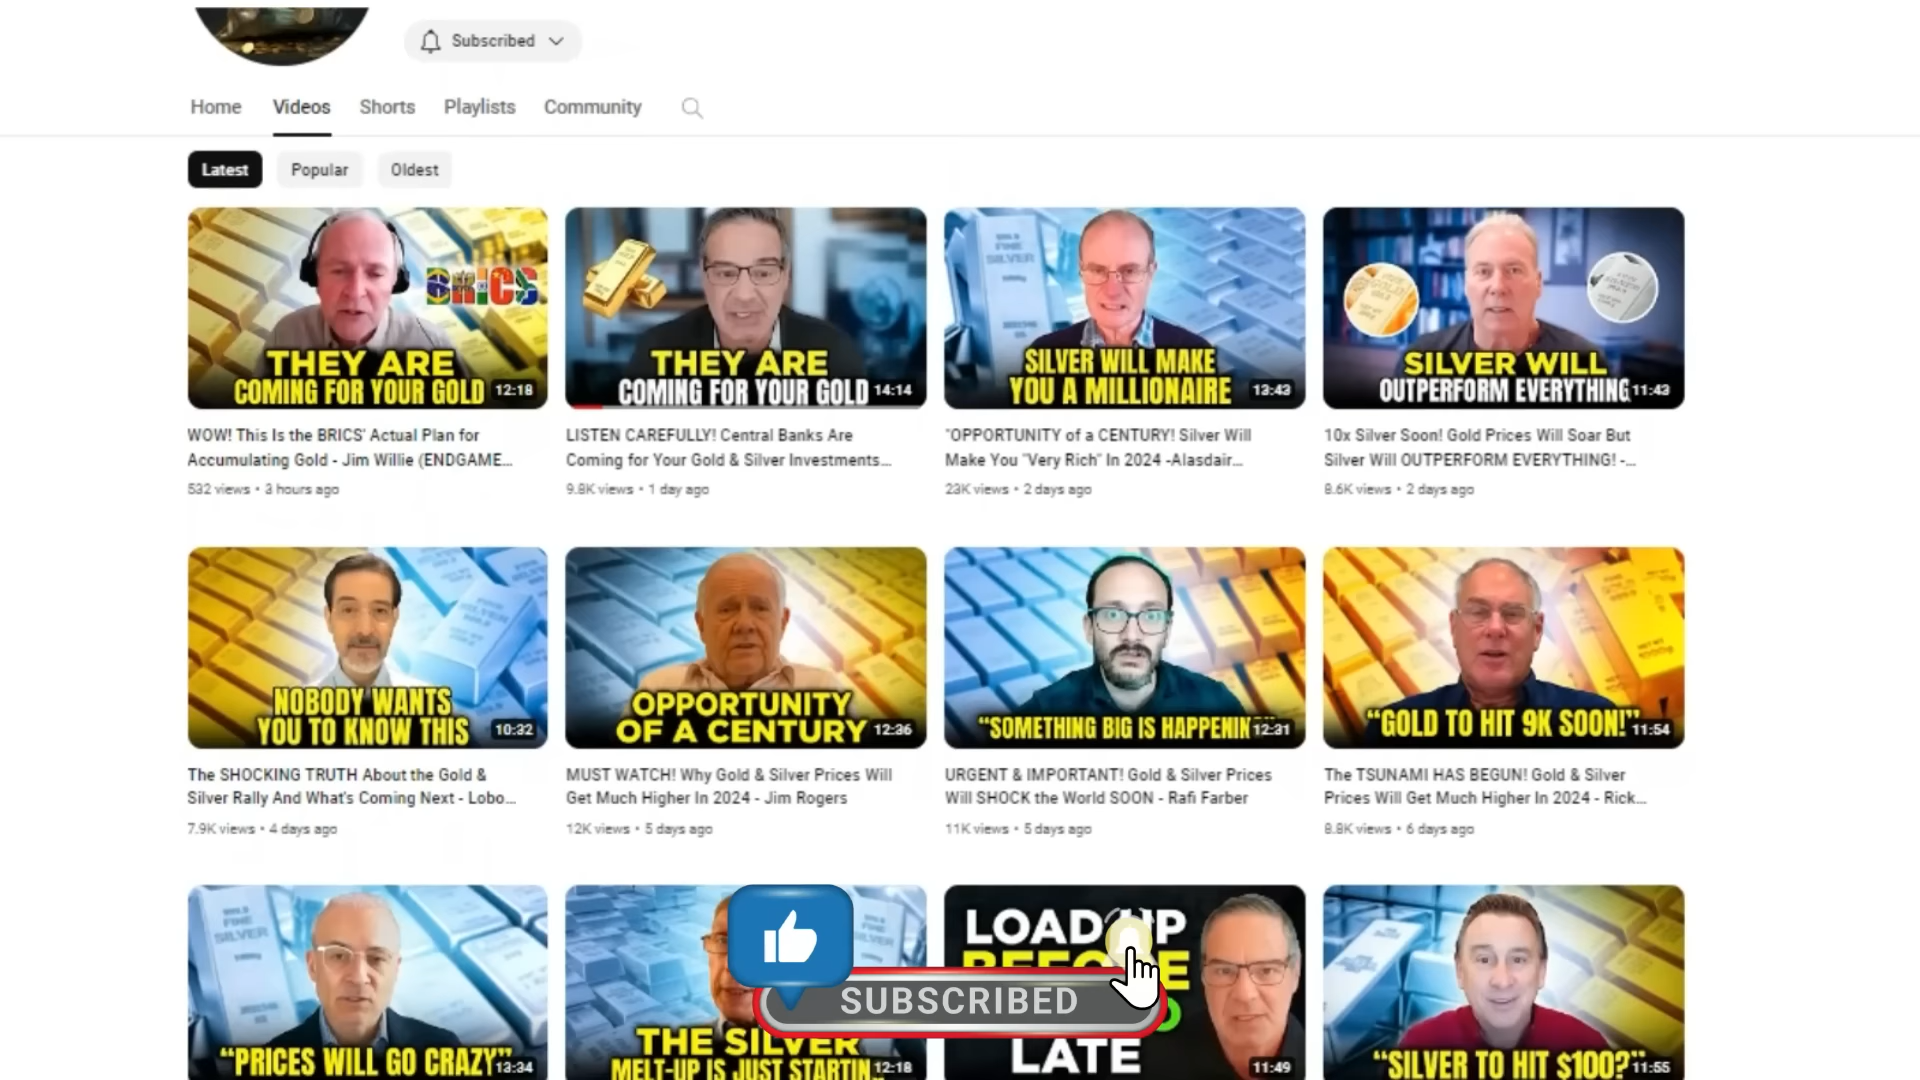 Subscribed
Home Videos Shorts Playlists Community
Latest Popular Oldest
BRICS
THEY ARE
COMING FOR YOUR GOLD
12:18
THEY ARE
COMING FOR YOUR GOLD
14:14
FINE
SILVER
SILVER WILL MAKE
YOU A MILLIONAIRE
13:43
SILVER WILL
OUTPERFORM EVERYTHING
11:43
WOW! This Is the BRICS' Actual Plan for
Accumulating Gold - Jim Willie (ENDGAME...
532 views • 3 hours ago
LISTEN CAREFULLY! Central Banks Are
Coming for Your Gold & Silver Investments...
9.8K views • 1 day ago
"OPPORTUNITY of a CENTURY! Silver Will
Make You "Very Rich" In 2024 -Alasdair...
23K views • 2 days ago
10x Silver Soon! Gold Prices Will Soar But
Silver Will OUTPERFORM EVERYTHING! -...
8.6K views • 2 days ago
NOBODY WANTS
YOU TO KNOW THIS
10:32
OPPORTUNITY
OF A CENTURY
12:36
"SOMETHING BIG IS HAPPENIN
12:31
"GOLD TO HIT 9K SOON!"
11:54
The SHOCKING TRUTH About the Gold &
Silver Rally And What's Coming Next - Lobo...
7.9K views • 4 days ago
MUST WATCH! Why Gold & Silver Prices Will
Get Much Higher In 2024 - Jim Rogers
12K views • 5 days ago
URGENT & IMPORTANT! Gold & Silver Prices
Will SHOCK the World SOON - Rafi Farber
11K views • 5 days ago
The TSUNAMI HAS BEGUN! Gold & Silver
Prices Will Get Much Higher In 2024 - Rick...
8.8K views • 6 days ago
FINE
SILVER
"PRICES WILL GO CRAZY"
13:34
FINE
SILVER
THE SILVER
MELT-UP IS JUST STARTIN
12:18
LOAD UP
BEFORE
LATE
11:49
"SILVER TO HIT $100?"
11:55
SUBSCRIBED